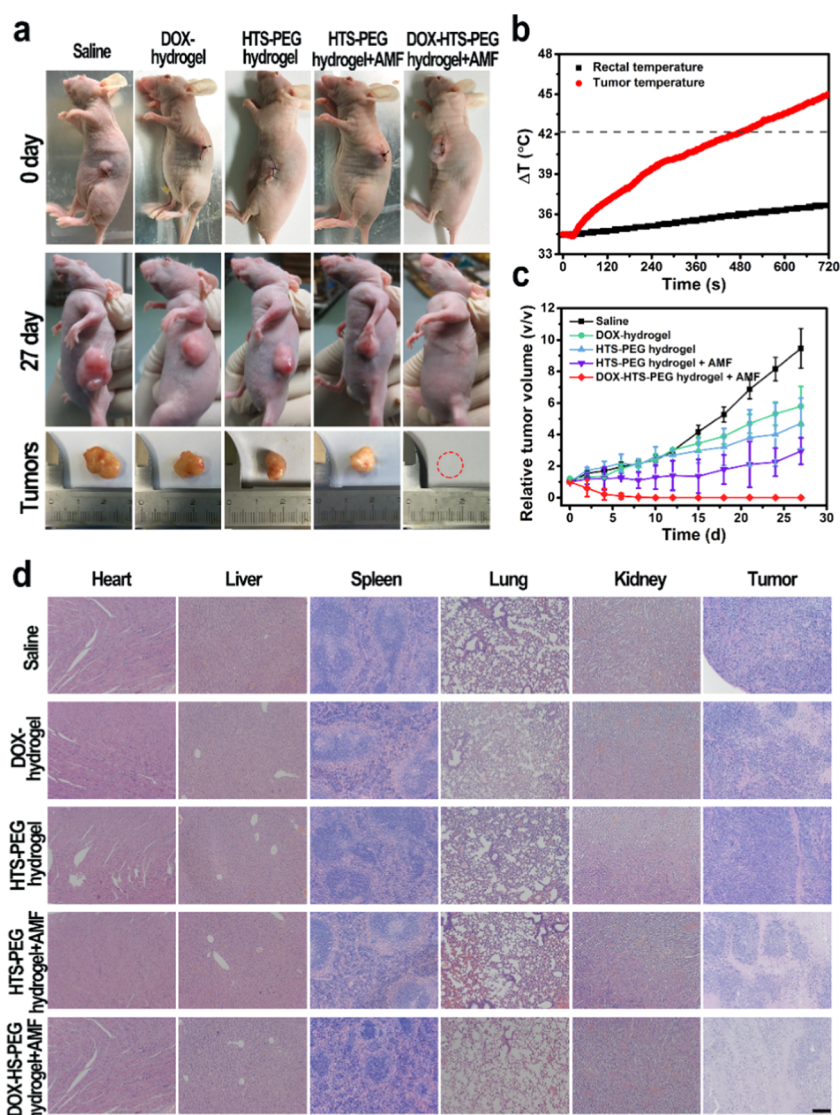 a
Saline
DOX-
hydrogel
HTS-PEG
hydrogel
HTS-PEG
hydrogel+AMF
DOX-HTS-PEG
hydrogel+AMF
0 day
27 day
Tumors
b
48
45
42
39
36
33
ΔT (°C)
Rectal temperature
Tumor temperature
0
120
240
360
480
600
720
Time (s)
c
12
10
8
6
4
2
0
Relative tumor volume (v/v)
Saline
DOX-hydrogel
HTS-PEG hydrogel
HTS-PEG hydrogel + AMF
DOX-HTS-PEG hydrogel + AMF
0
5
10
15
20
25
30
Time (d)
d
Heart
Liver
Spleen
Lung
Kidney
Tumor
Saline
DOX-
hydrogel
HTS-PEG
hydrogel
HTS-PEG
hydrogel+AMF
DOX-HS-PEG
hydrogel+AMF